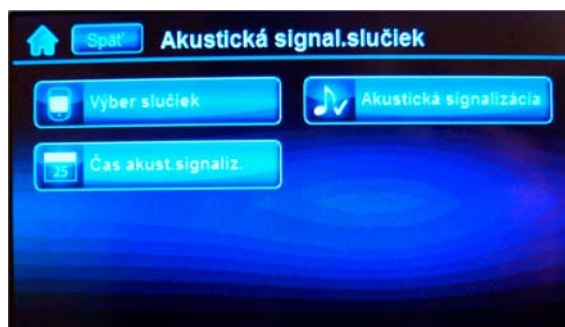 Späť
Akustická signal.slučiek
Výber slučiek
Akustická signalizácia
Čas akust.signaliz.
25